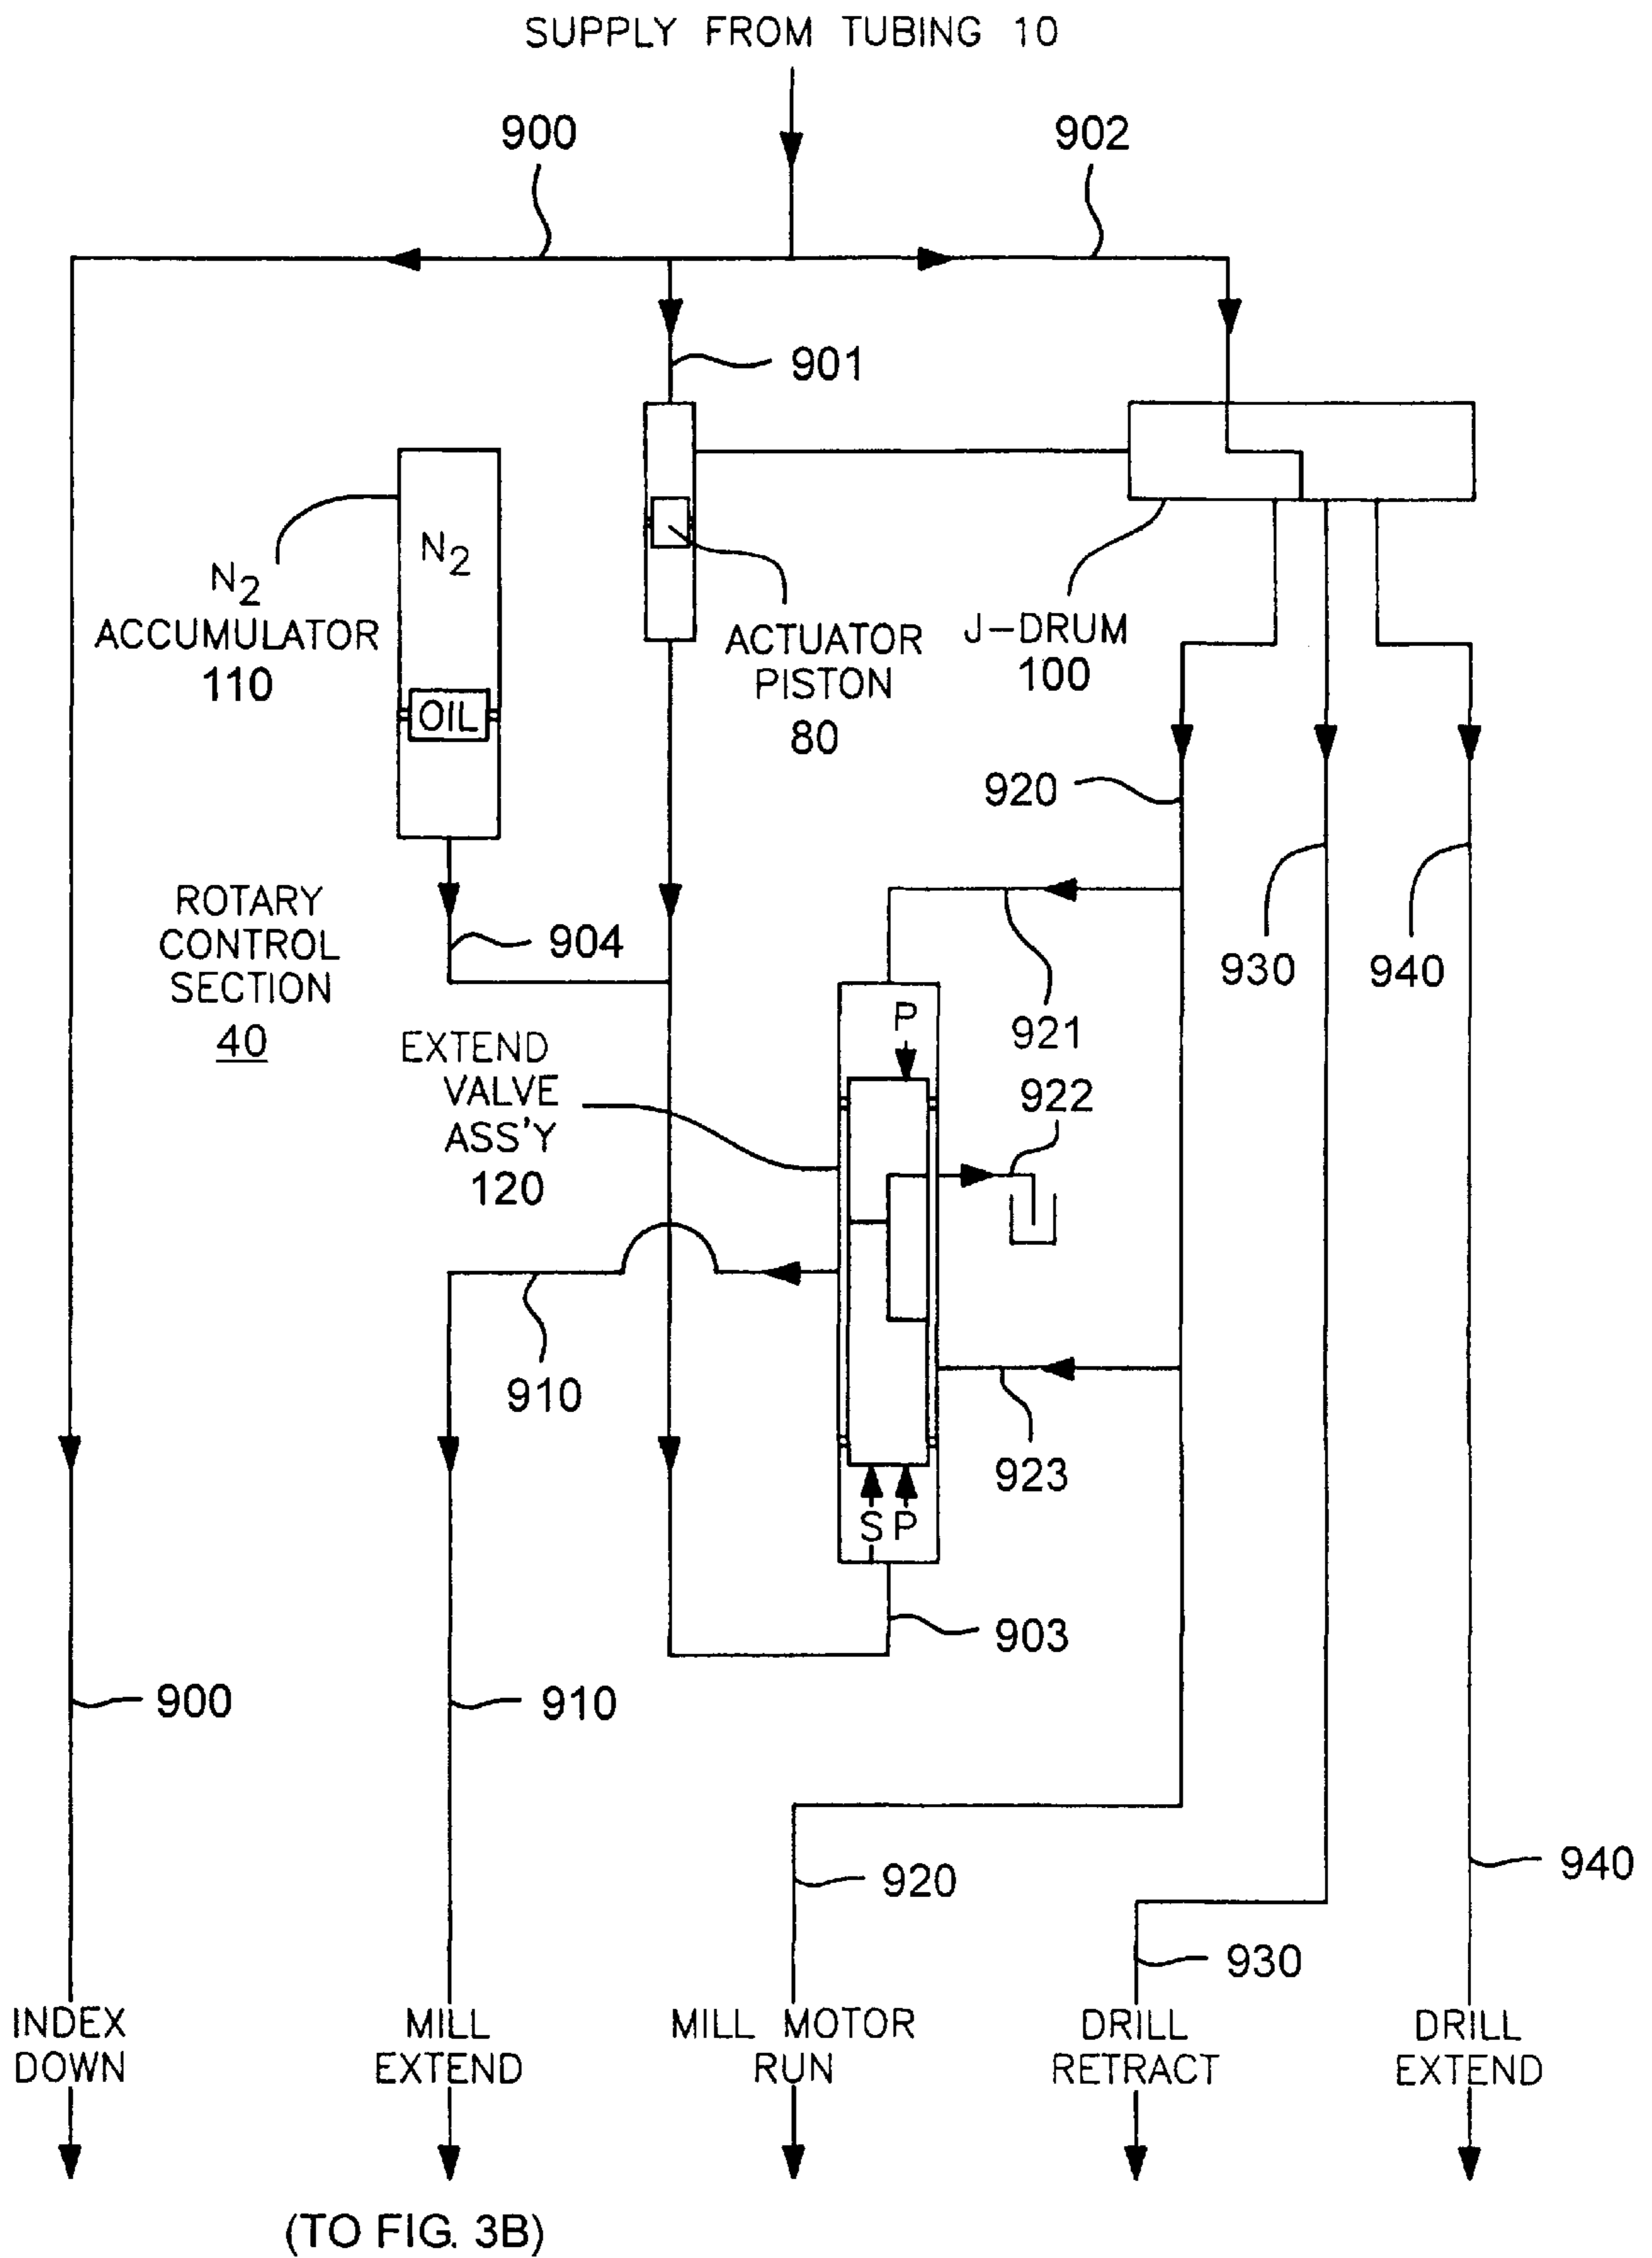 SUPPLY FROM TUBING 10
900
902
901
N2
N2
ACCUMULATOR
110
OIL
ACTUATOR
PISTON
80
J-DRUM
100
920
ROTARY
CONTROL
SECTION
40
904
930
940
921
P
922
EXTEND
VALVE
ASS'Y
120
910
923
S P
903
900
910
920
940
930
INDEX
DOWN
MILL
EXTEND
MILL MOTOR
RUN
DRILL
RETRACT
DRILL
EXTEND
(TO FIG. 3B)